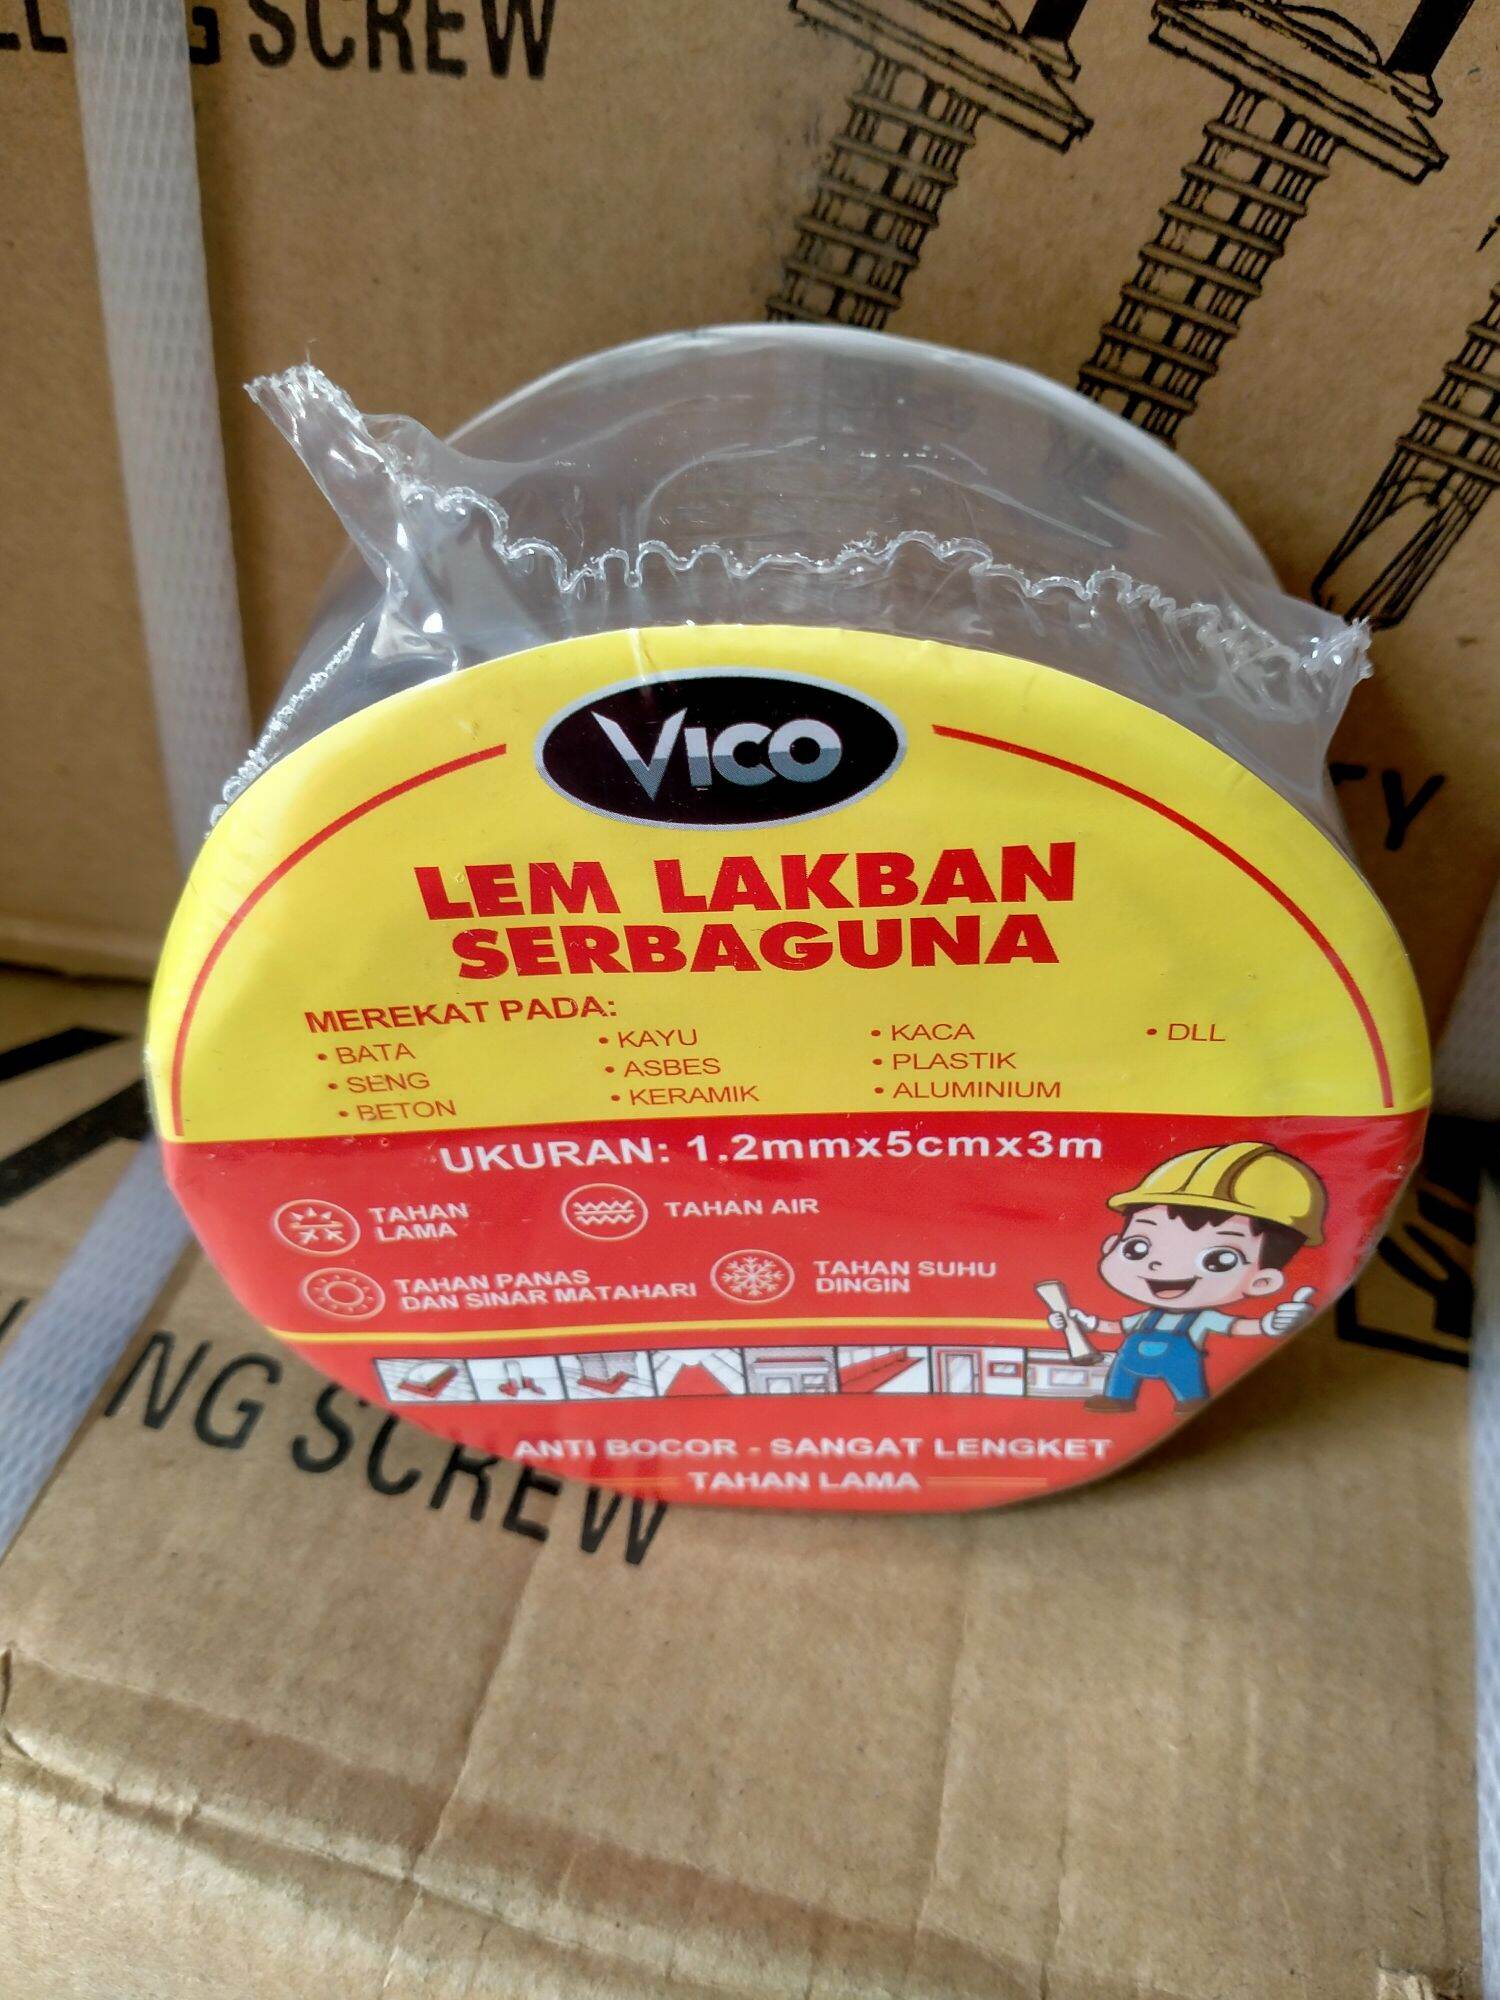 SCREW
VICO
LEM LAKBAN
SERBAGUNA
MEREKAT PADA:
• BATA
• SENG
• BETON
• KAYU
• ASBES
• KERAMIK
• KACA
• PLASTIK
• ALUMINIUM
• DLL
UKURAN: 1.2mmx5cmx3m
TAHAN
LAMA
TAHAN AIR
TAHAN PANAS
DAN SINAR MATAHARI
TAHAN SUHU
DINGIN
ANTI BOCOR - SANGAT LENGKET
TAHAN LAMA
NG SCREW